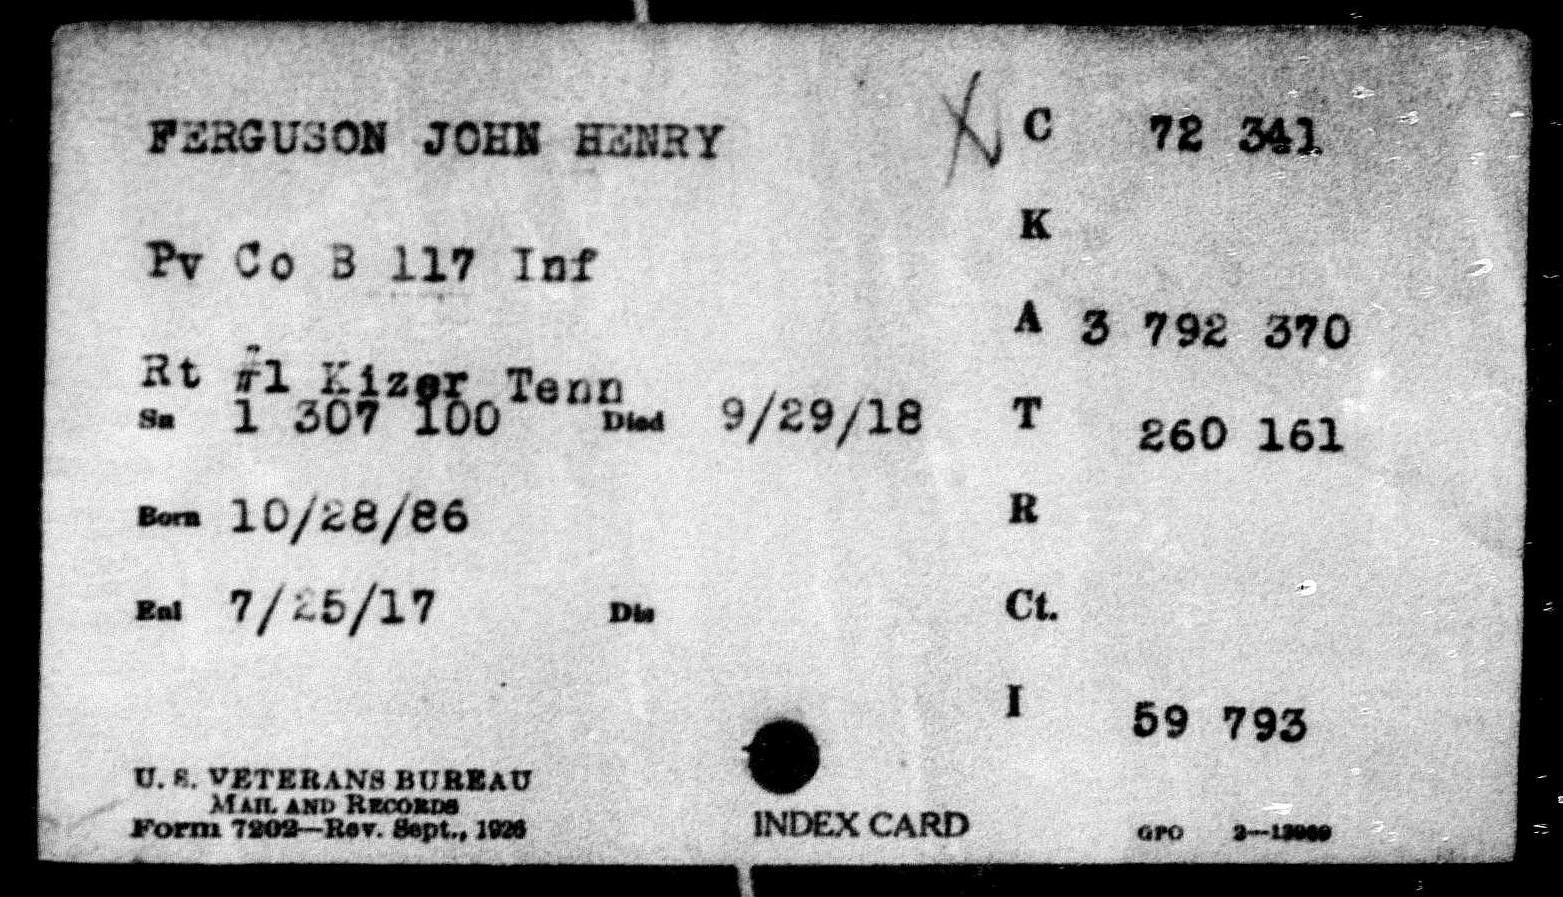 FERGUSON JOHN HENRY
X C 72 341
K
Pv Co B 117 Inf
A 3 792 370
Rt #1 Kizer Tenn
Sn 1 307 100 Died 9/29/18
T 260 161
Born 10/28/86
R
Enl 7/25/17 Dis
Ct.
I 59 793
U. S. VETERANS BUREAU
MAIL AND RECORDS
Form 7202—Rev. Sept., 1926
INDEX CARD
GPO